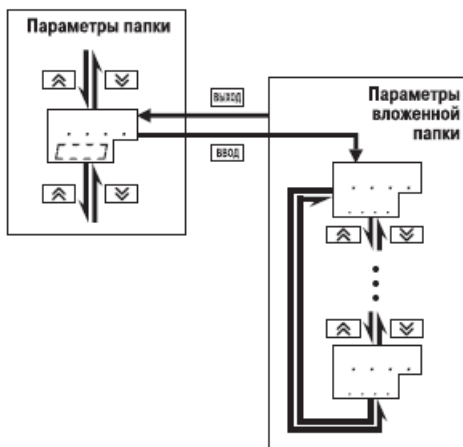 Параметры папки
ВЫХОД
ВВОД
Параметры
вложенной
папки